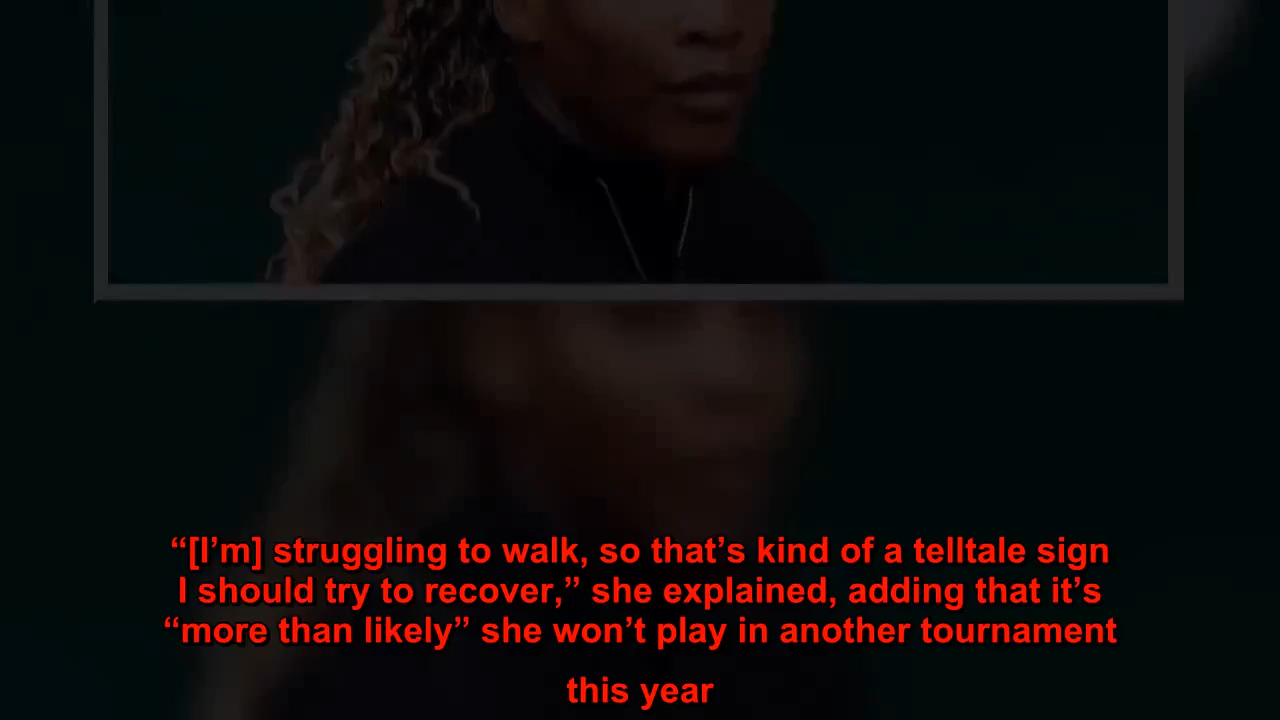 “[I’m] struggling to walk, so that’s kind of a telltale sign
I should try to recover,” she explained, adding that it’s
“more than likely” she won’t play in another tournament
this year